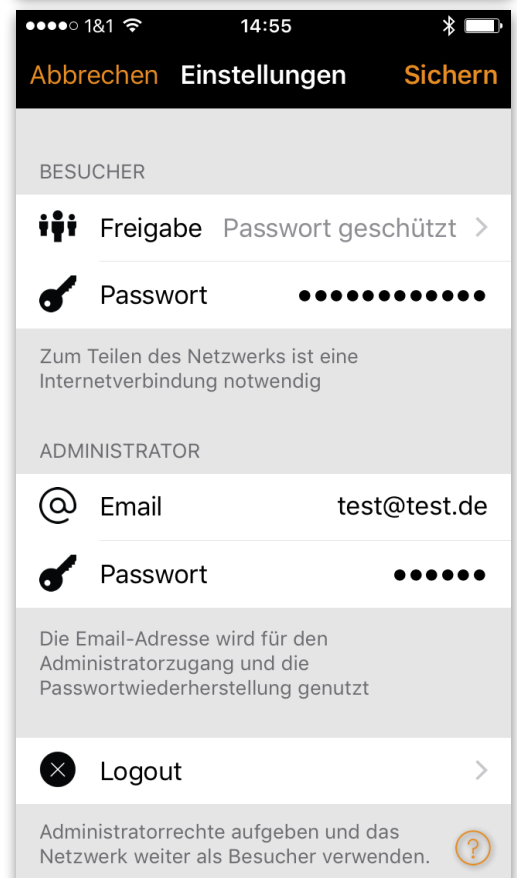 1&1 14:55
Abbrechen Einstellungen Sichern
BESUCHER
Freigabe Passwort geschützt
Passwort ●●●●●●●●●●●●
Zum Teilen des Netzwerks ist eine
Internetverbindung notwendig
ADMINISTRATOR
@ Email test@test.de
Passwort ●●●●●●
Die Email-Adresse wird für den
Administratorzugang und die
Passwortwiederherstellung genutzt
Logout
Administratorrechte aufgeben und das
Netzwerk weiter als Besucher verwenden. ?